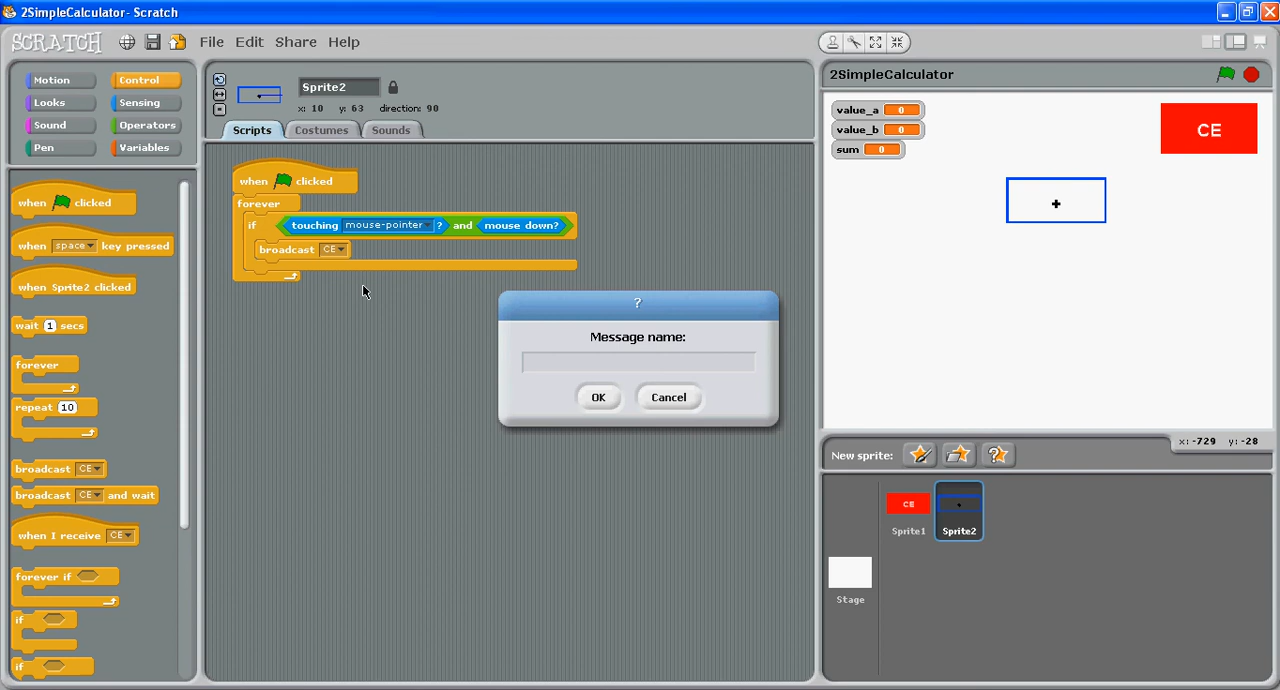 2SimpleCalculator- Scratch
SCRATCH File Edit Share Help
Motion Control
Looks Sensing
Sound Operators
Pen Variables
when clicked
when space key pressed
when Sprite2 clicked
wait 1 secs
forever
repeat 10
broadcast CE
broadcast CE and wait
when I receive CE
forever if
if
if
Sprite2
x: 10 y: 63 direction: 90
Scripts Costumes Sounds
when clicked
forever
if touching mouse-pointer ? and mouse down?
broadcast CE
?
Message name:
OK Cancel
2SimpleCalculator
value_a 0
value_b 0
sum 0
CE
+
x: -729 y: -28
New sprite: ?
CE
Sprite1 Sprite2
Stage